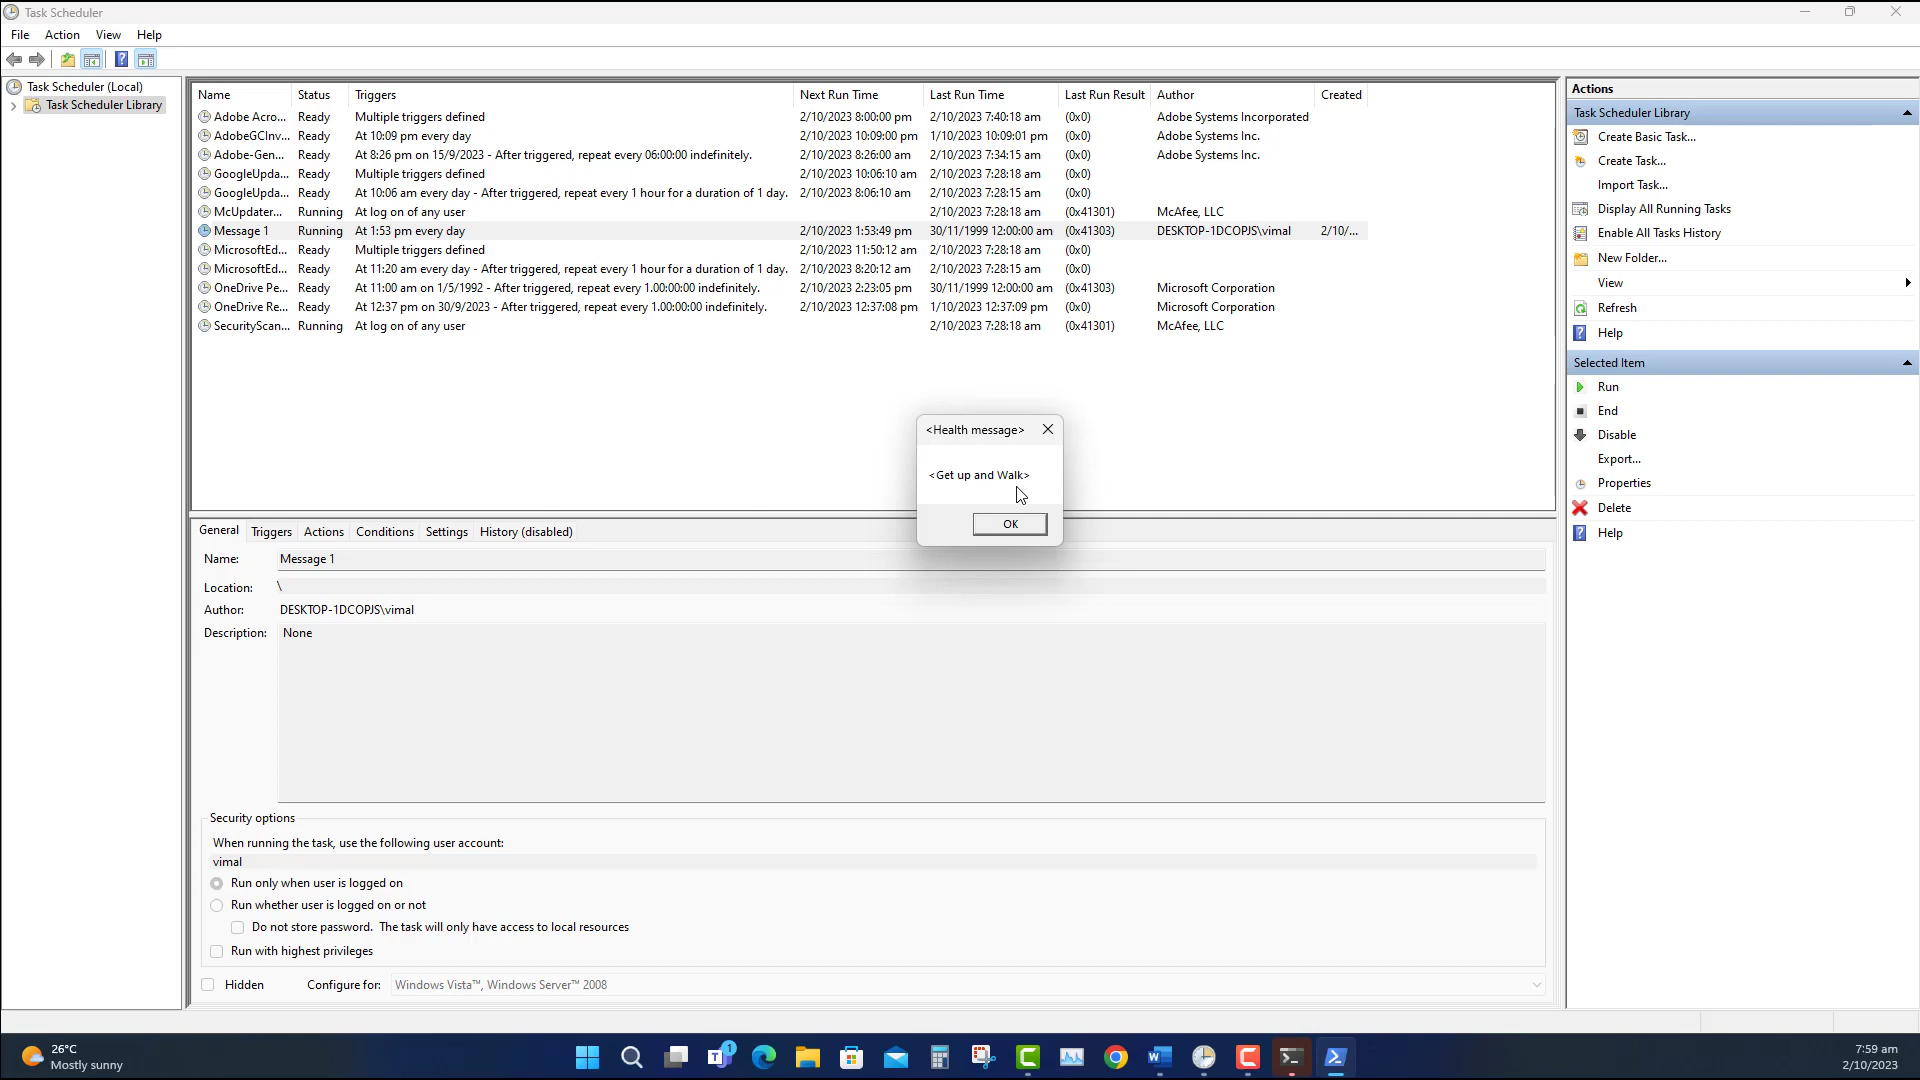 Task Scheduler
File Action View Help
Task Scheduler (Local)
Task Scheduler Library
Name Status Triggers Next Run Time Last Run Time Last Run Result Author Created
Adobe Acro... Ready Multiple triggers defined 2/10/2023 8:00:00 pm 2/10/2023 7:40:18 am (0x0) Adobe Systems Incorporated
AdobeGCInv... Ready At 10:09 pm every day 2/10/2023 10:09:00 pm 1/10/2023 10:09:01 pm (0x0) Adobe Systems Inc.
Adobe-Gen... Ready At 8:26 pm on 15/9/2023 - After triggered, repeat every 06:00:00 indefinitely. 2/10/2023 8:26:00 am 2/10/2023 7:34:15 am (0x0) Adobe Systems Inc.
GoogleUpda... Ready Multiple triggers defined 2/10/2023 10:06:10 am 2/10/2023 7:28:18 am (0x0)
GoogleUpda... Ready At 10:06 am every day - After triggered, repeat every 1 hour for a duration of 1 day. 2/10/2023 8:06:10 am 2/10/2023 7:28:15 am (0x0)
McUpdater... Running At log on of any user 2/10/2023 7:28:18 am (0x41301) McAfee, LLC
Message 1 Running At 1:53 pm every day 2/10/2023 1:53:49 pm 30/11/1999 12:00:00 am (0x41303) DESKTOP-1DCOPJS\vimal 2/10/...
MicrosoftEd... Ready Multiple triggers defined 2/10/2023 11:50:12 am 2/10/2023 7:28:18 am (0x0)
MicrosoftEd... Ready At 11:20 am every day - After triggered, repeat every 1 hour for a duration of 1 day. 2/10/2023 8:20:12 am 2/10/2023 7:28:15 am (0x0)
OneDrive Pe... Ready At 11:00 am on 1/5/1992 - After triggered, repeat every 1.00:00:00 indefinitely. 2/10/2023 2:23:05 pm 30/11/1999 12:00:00 am (0x41303) Microsoft Corporation
OneDrive Re... Ready At 12:37 pm on 30/9/2023 - After triggered, repeat every 1.00:00:00 indefinitely. 2/10/2023 12:37:08 pm 1/10/2023 12:37:09 pm (0x0) Microsoft Corporation
SecurityScan... Running At log on of any user 2/10/2023 7:28:18 am (0x41301) McAfee, LLC
<Health message>
<Get up and Walk>
OK
General Triggers Actions Conditions Settings History (disabled)
Name: Message 1
Location: \
Author: DESKTOP-1DCOPJS\vimal
Description: None
Security options
When running the task, use the following user account:
vimal
Run only when user is logged on
Run whether user is logged on or not
Do not store password. The task will only have access to local resources
Run with highest privileges
Hidden Configure for: Windows Vista™, Windows Server™ 2008
Actions
Task Scheduler Library
Create Basic Task...
Create Task...
Import Task...
Display All Running Tasks
Enable All Tasks History
New Folder...
View
Refresh
Help
Selected Item
Run
End
Disable
Export...
Properties
Delete
Help
26°C
Mostly sunny
1
7:59 am
2/10/2023